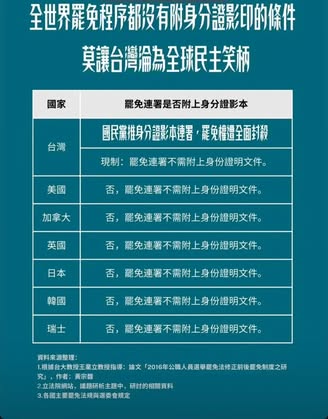 全世界罷免程序都沒有附身分證影印的條件
莫讓台灣淪為全球民主笑柄
國家 罷免連署是否附上身分證影本
台灣 國民黨推身分證影本連署，罷免權遭全面封殺
現制：罷免連署不需附上身份證明文件。
美國 否，罷免連署不需附上身份證明文件。
加拿大 否，罷免連署不需附上身份證明文件。
英國 否，罷免連署不需附上身份證明文件。
日本 否，罷免連署不需附上身份證明文件。
韓國 否，罷免連署不需附上身份證明文件。
瑞士 否，罷免連署不需附上身份證明文件。
資料來源整理：
1.根據台大教授王業立教授指導：論文「2016年公職人員選舉罷免法修正前後罷免制度之研
究」，作者：黃宗馥
2.立法院網站，議題研析主題中，研討的相關資料
3.各國主要罷免法規與選委會規定